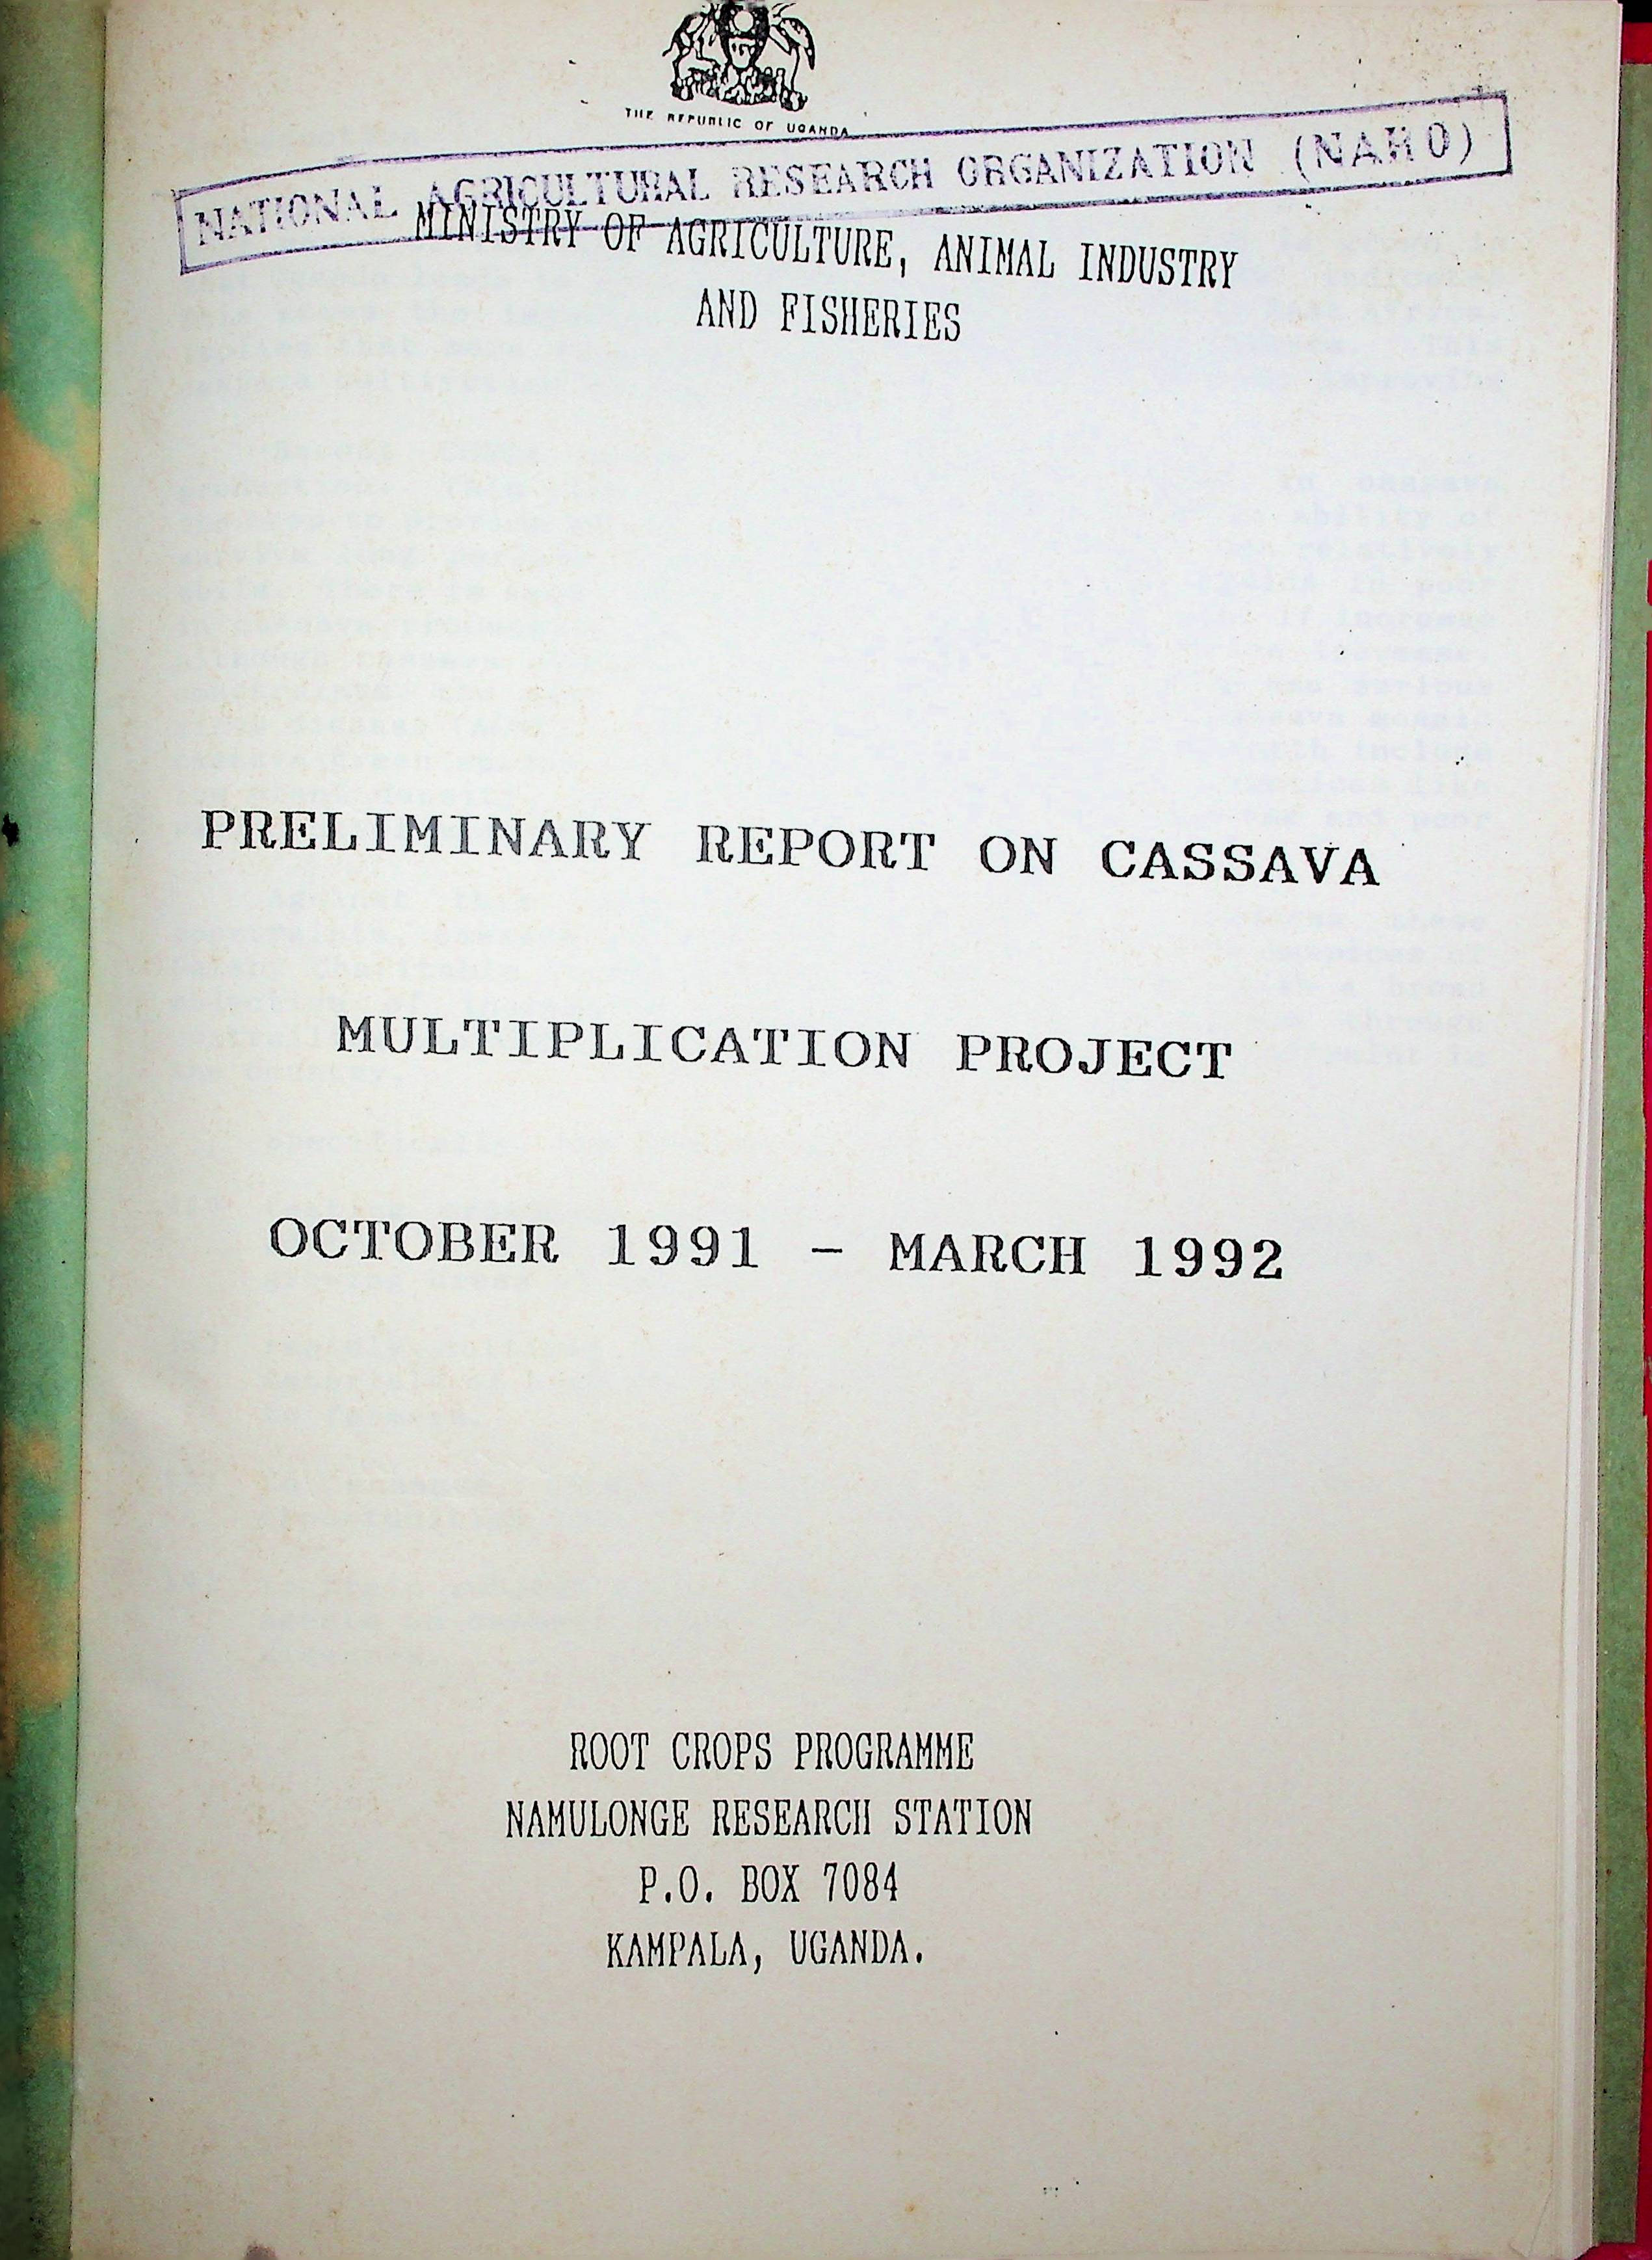 THE REPUBLIC OF UGANDA
NATIONAL AGRICULTURAL RESEARCH ORGANIZATION (NARO)
MINISTRY OF AGRICULTURE, ANIMAL INDUSTRY
AND FISHERIES
PRELIMINARY REPORT ON CASSAVA
MULTIPLICATION PROJECT
OCTOBER 1991 - MARCH 1992
ROOT CROPS PROGRAMME
NAMULONGE RESEARCH STATION
P.O. BOX 7084
KAMPALA, UGANDA.